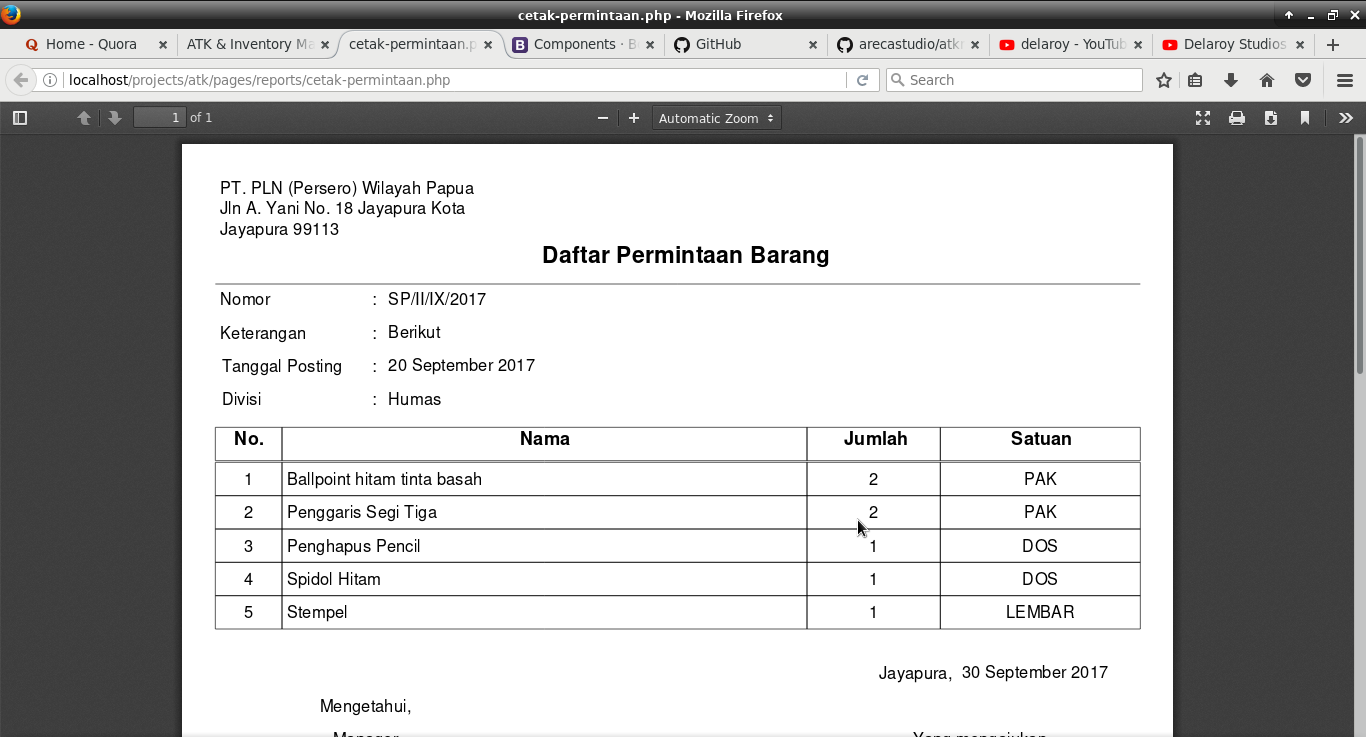 cetak-permintaan.php - Mozilla Firefox
Home - Quora
ATK & Inventory Ma
cetak-permintaan.p
Components · B
GitHub
arecastudio/atk
delaroy - YouTub
Delaroy Studios
localhost/projects/atk/pages/reports/cetak-permintaan.php
Search
1 of 1
Automatic Zoom
PT. PLN (Persero) Wilayah Papua
Jln A. Yani No. 18 Jayapura Kota
Jayapura 99113
Daftar Permintaan Barang
Nomor : SP/II/IX/2017
Keterangan : Berikut
Tanggal Posting : 20 September 2017
Divisi : Humas
No. Nama Jumlah Satuan
1 Ballpoint hitam tinta basah 2 PAK
2 Penggaris Segi Tiga 2 PAK
3 Penghapus Pencil 1 DOS
4 Spidol Hitam 1 DOS
5 Stempel 1 LEMBAR
Jayapura, 30 September 2017
Mengetahui,
Manager Yang mengajukan